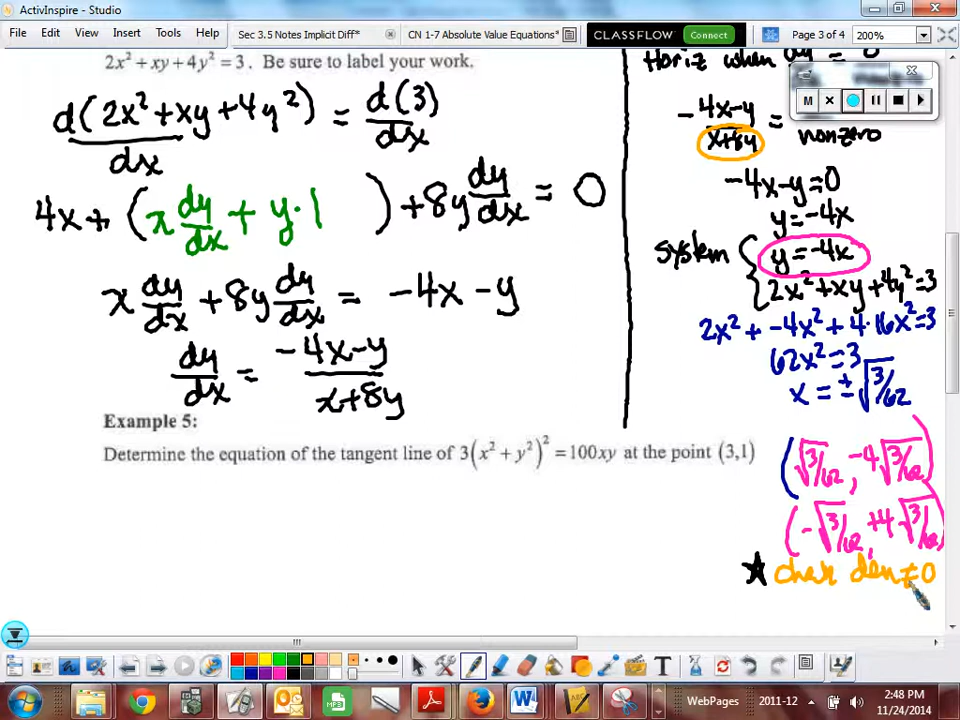 ActivInspire - Studio
File Edit View Insert Tools Help
Sec 3.5 Notes Implicit Diff*
CN 1-7 Absolute Value Equations*
CLASSFLOW
Connect
Page 3 of 4
200%
2x² + xy + 4y² = 3. Be sure to label your work.
d(2x²+xy+4y²)/dx = d(3)/dx
4x+(x dy/dx + y·1)+8y dy/dx = 0
x dy/dx + 8y dy/dx = -4x - y
dy/dx = (-4x-y)/(x+8y)
Example 5:
Determine the equation of the tangent line of 3(x² + y²)² = 100xy at the point (3,1)
Horiz when
= 0
M
-4x-y/x+8y =
nonzero
-4x-y=0
y=-4x
system { y=-4x
2x²+xy+4y²=3
2x² + -4x² + 4·16x²=3
62x²=3
x = ±√3/62
(√3/62, -4√3/62)
(-√3/62, +4√3/62)
★ check den≠0
WebPages
2011-12
2:48 PM
11/24/2014